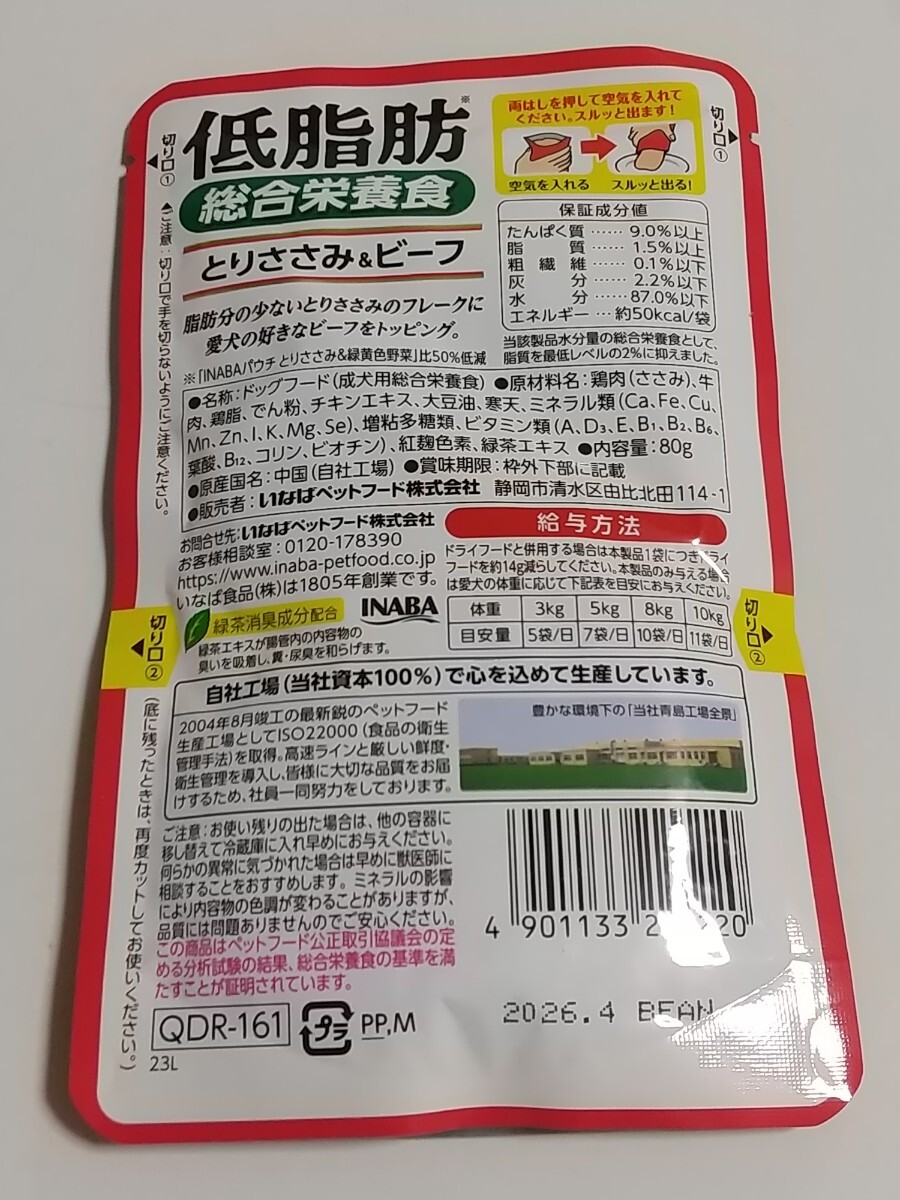 低脂肪※
総合栄養食
とりささみ&ビーフ
脂肪分の少ないとりささみのフレークに
愛犬の好きなビーフをトッピング。
※「INABAパウチ とりささみ&緑黄色野菜」比50%低減
両はしを押して空気を入れて
ください。スルッと出ます!
空気を入れる スルッと出る!
切り口①
切り口①
保証成分値
たんぱく質 …… 9.0%以上
脂質 …… 1.5%以上
粗繊維 …… 0.1%以下
灰分 …… 2.2%以下
水分 …… 87.0%以下
エネルギー … 約50kcal/袋
当該製品水分量の総合栄養食として、
脂質を最低レベルの2%に抑えました。
▲ご注意:切り口で手を切らないようにご注意ください。
●名称:ドッグフード(成犬用総合栄養食) ●原材料名:鶏肉(ささみ)、牛
肉、鶏脂、でん粉、チキンエキス、大豆油、寒天、ミネラル類(Ca、Fe、Cu、
Mn、Zn、I、K、Mg、Se)、増粘多糖類、ビタミン類(A、D₃、E、B₁、B₂、B₆、
葉酸、B₁₂、コリン、ビオチン)、紅麹色素、緑茶エキス ●内容量:80g
●原産国名:中国(自社工場) ●賞味期限:枠外下部に記載
●販売者:いなばペットフード株式会社 静岡市清水区由比北田114-1
お問合せ先:いなばペットフード株式会社
お客様相談室:0120-178390
https://www.inaba-petfood.co.jp
いなば食品(株)は1805年創業です。
緑茶消臭成分配合
INABA
緑茶エキスが腸管内の内容物の
臭いを吸着し、糞・尿臭を和らげます。
給与方法
ドライフードと併用する場合は本製品1袋につきドライ
フードを約14g減らしてください。本製品のみ与える場合
は愛犬の体重に応じて下記表を目安にお与えください。
体重 3kg 5kg 8kg 10kg
目安量 5袋/日 7袋/日 10袋/日 11袋/日
切り口②
切り口②
(底に残ったときは、再度カットしてお使いください。)
自社工場(当社資本100%)で心を込めて生産しています。
2004年8月竣工の最新鋭のペットフード
生産工場としてISO22000(食品の衛生
管理手法)を取得。高速ラインと厳しい鮮度・
衛生管理を導入し、皆様に大切な品質をお届
けするため、社員一同努力をしております。
豊かな環境下の「当社青島工場全景」
ご注意:お使い残りの出た場合は、他の容器に
移し替えて冷蔵庫に入れ早めにお与えください。
何らかの異常に気づかれた場合は早めに獣医師に
相談することをおすすめします。ミネラルの影響
により内容物の色調が変わることがありますが、
品質には問題ありませんのでご安心ください。
この商品はペットフード公正取引協議会の定
める分析試験の結果、総合栄養食の基準を満
たすことが証明されています。
4 901133
2026.4 BEAN
QDR-161
プラ
PP,M
23L